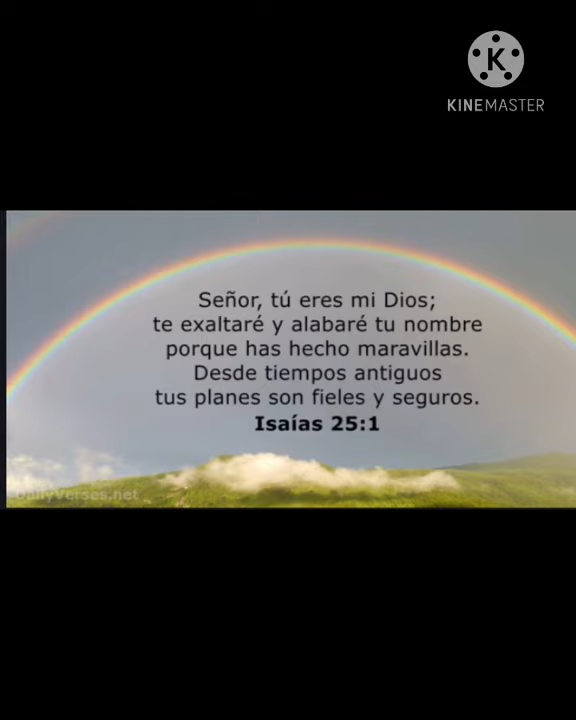 K
KINEMASTER
Señor, tú eres mi Dios;
te exaltaré y alabaré tu nombre
porque has hecho maravillas.
Desde tiempos antiguos
tus planes son fieles y seguros.
Isaías 25:1
DailyVerses.net